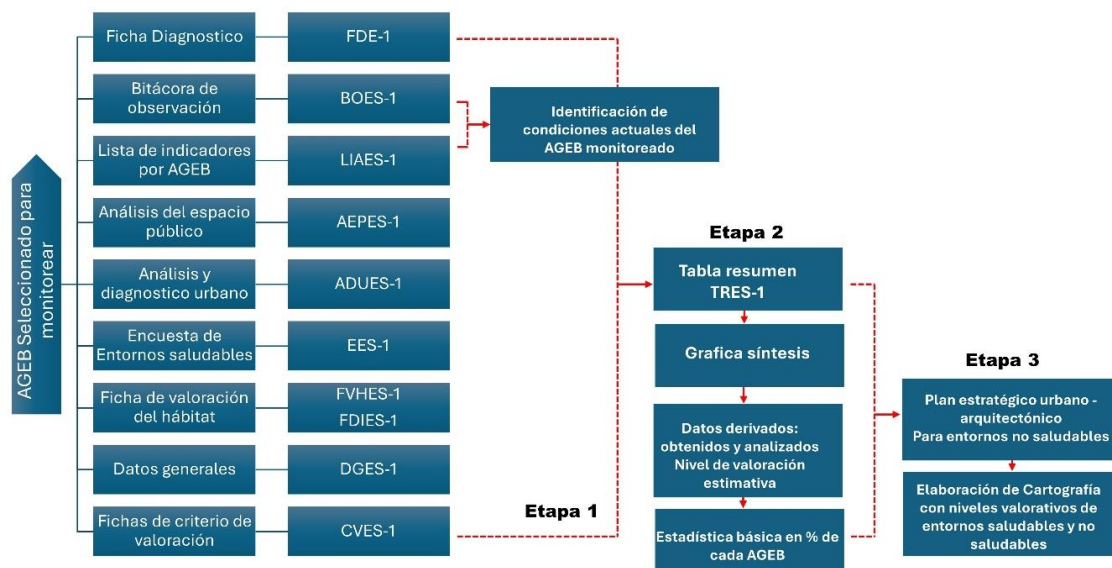 AGEB Seleccionado para
monitorear
Ficha Diagnostico
FDE-1
Bitácora de
observación
BOES-1
Lista de indicadores
por AGEB
LIAES-1
Análisis del espacio
público
AEPES-1
Análisis y
diagnostico urbano
ADUES-1
Encuesta de
Entornos saludables
EES-1
Ficha de valoración
del hábitat
FVHES-1
FDIES-1
Datos generales
DGES-1
Fichas de criterio de
valoración
CVES-1
Etapa 1
Identificación de
condiciones actuales del
AGEB monitoreado
Etapa 2
Tabla resumen
TRES-1
Grafica síntesis
Datos derivados:
obtenidos y analizados
Nivel de valoración
estimativa
Estadística básica en % de
cada AGEB
Etapa 3
Plan estratégico urbano -
arquitectónico
Para entornos no saludables
Elaboración de Cartografía
con niveles valorativos de
entornos saludables y no
saludables